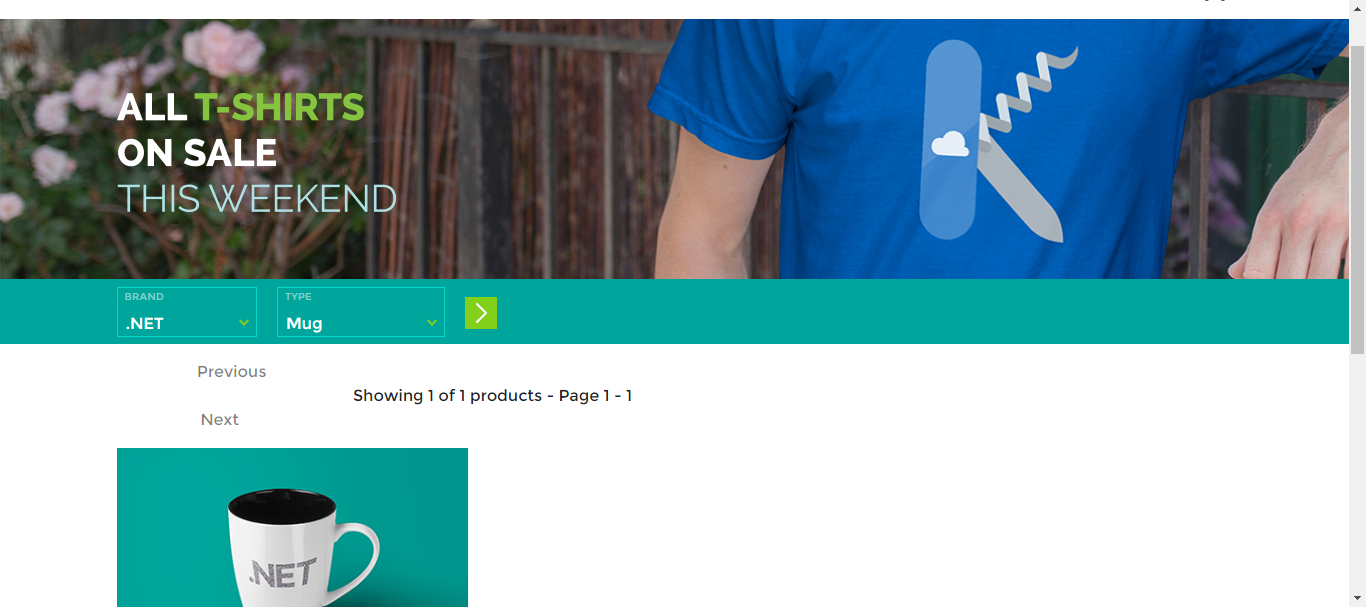 ALL T-SHIRTS
ON SALE
THIS WEEKEND
BRAND
.NET
TYPE
Mug
Previous
Showing 1 of 1 products - Page 1 - 1
Next
.NET